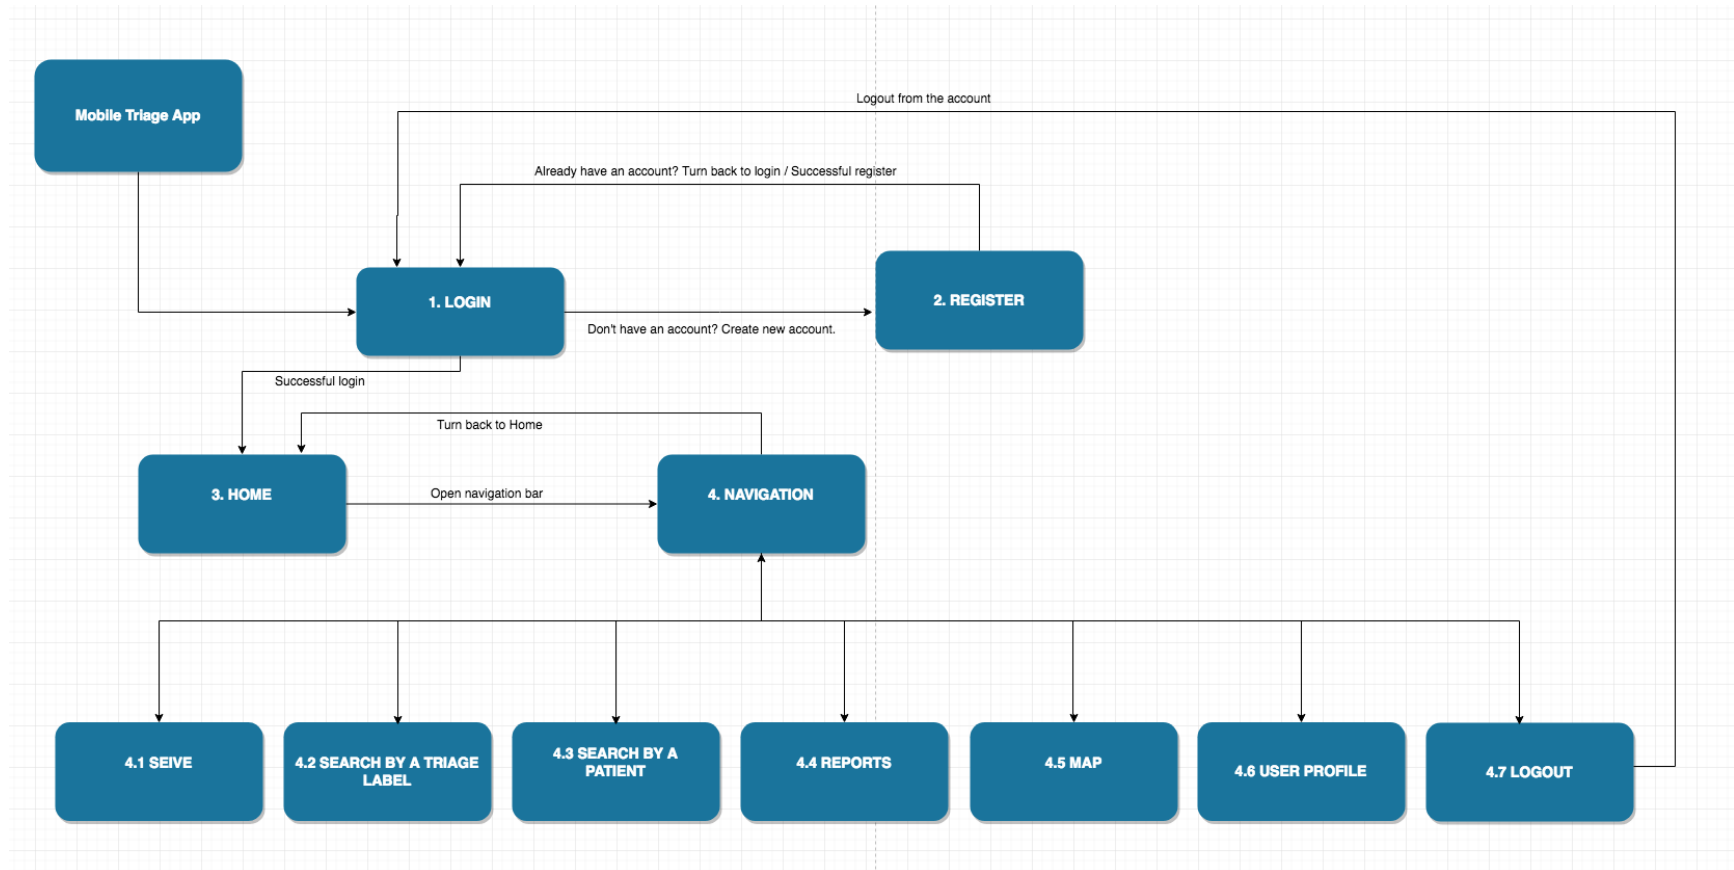 Mobile Triage App
Logout from the account
Already have an account? Turn back to login / Successful register
1. LOGIN
2. REGISTER
Don't have an account? Create new account.
Successful login
Turn back to Home
3. HOME
Open navigation bar
4. NAVIGATION
4.1 SEIVE
4.2 SEARCH BY A TRIAGE
LABEL
4.3 SEARCH BY A
PATIENT
4.4 REPORTS
4.5 MAP
4.6 USER PROFILE
4.7 LOGOUT